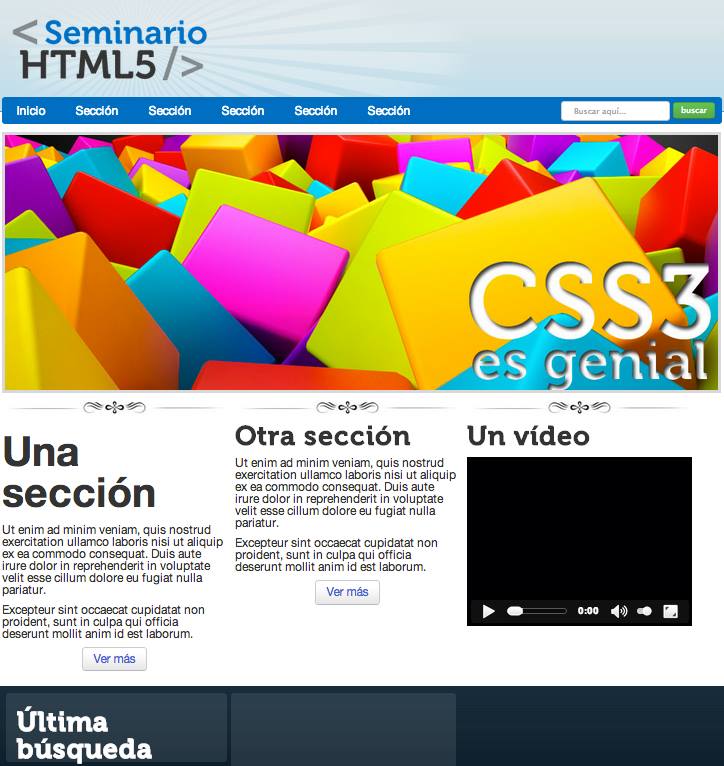 < Seminario
HTML5 />
Inicio Sección Sección Sección Sección Sección Buscar aquí... buscar
CSS3
es genial
Una
sección
Ut enim ad minim veniam, quis nostrud
exercitation ullamco laboris nisi ut aliquip
ex ea commodo consequat. Duis aute
irure dolor in reprehenderit in voluptate
velit esse cillum dolore eu fugiat nulla
pariatur.
Excepteur sint occaecat cupidatat non
proident, sunt in culpa qui officia
deserunt mollit anim id est laborum.
Ver más
Otra sección
Ut enim ad minim veniam, quis nostrud
exercitation ullamco laboris nisi ut aliquip
ex ea commodo consequat. Duis aute
irure dolor in reprehenderit in voluptate
velit esse cillum dolore eu fugiat nulla
pariatur.
Excepteur sint occaecat cupidatat non
proident, sunt in culpa qui officia
deserunt mollit anim id est laborum.
Ver más
Un vídeo
0:00
Última
búsqueda